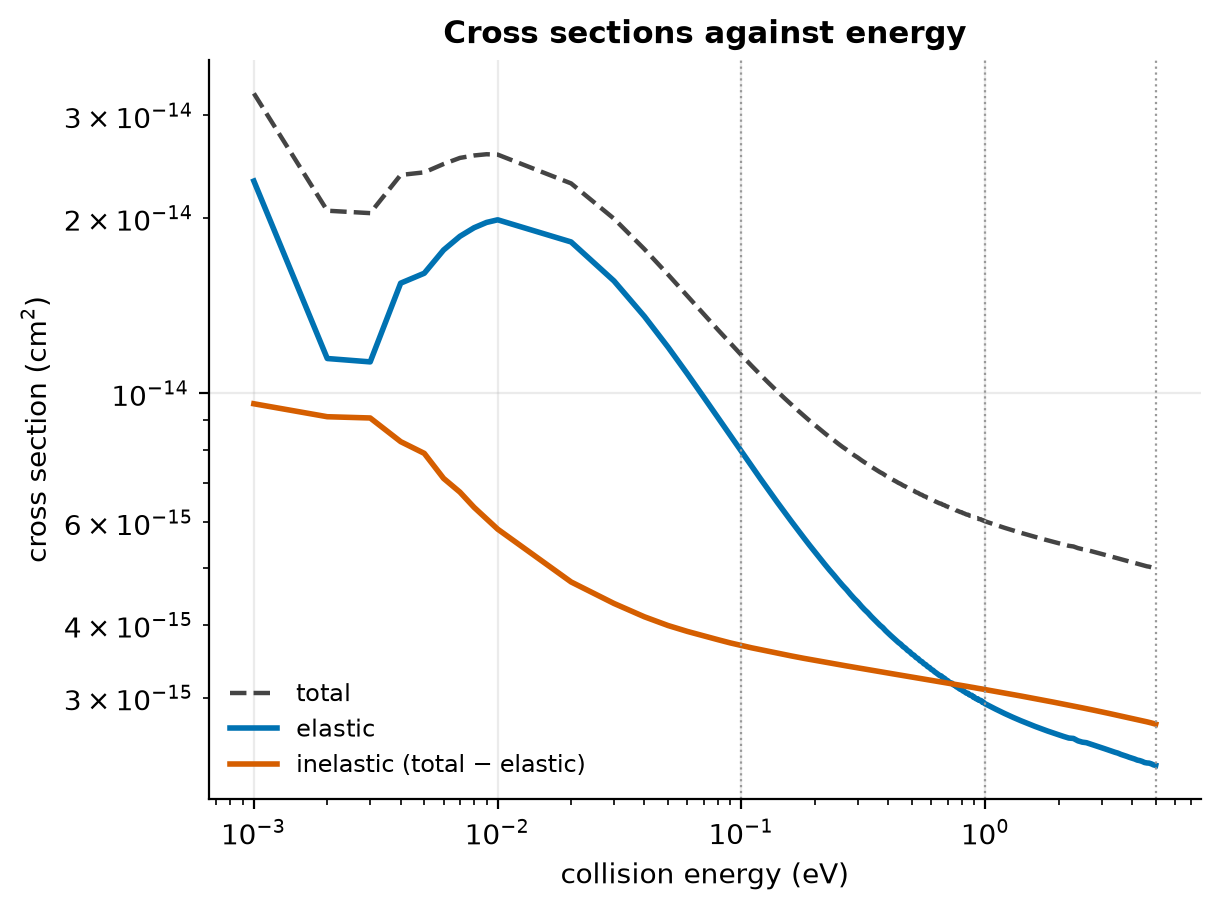 Cross sections against energy
cross section (cm²)
3 × 10⁻¹⁴
2 × 10⁻¹⁴
10⁻¹⁴
6 × 10⁻¹⁵
4 × 10⁻¹⁵
3 × 10⁻¹⁵
total
elastic
inelastic (total − elastic)
10⁻³ 10⁻² 10⁻¹ 10⁰
collision energy (eV)